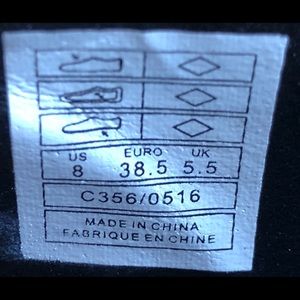 US EURO UK
8 38.5 5.5
C356/0516
MADE IN CHINA
FABRIQUE EN CHINE